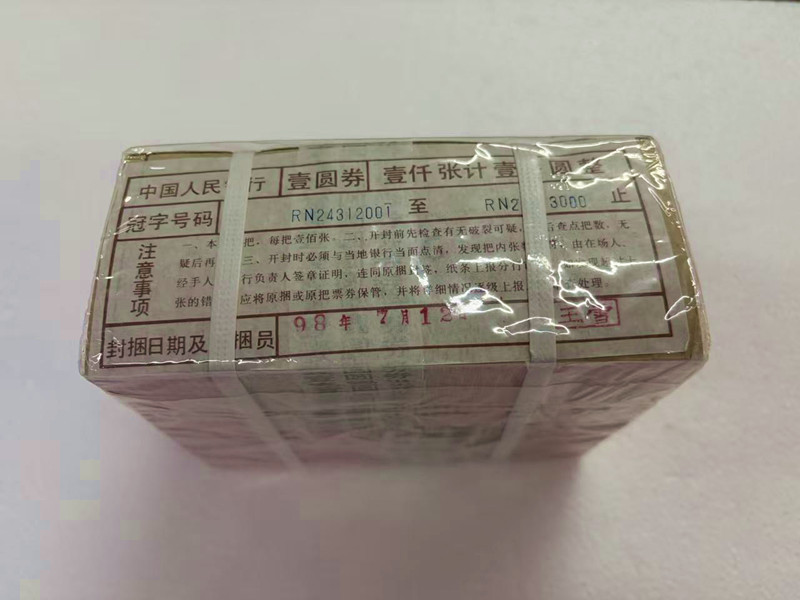 中国人民 行 壹圆券 壹仟张计壹 圆整
冠字号码 RN24312001 至 RN2 3000 止
注意事项
一、本 把，每把壹佰张。二、开封前先检查有无破裂可疑， 查点把数，无
疑后再 三、开封时必须与当地银行当面点清，发现把内张 由在场人、
经手人 行负责人签章证明，连同原捆 签，纸条上报分行
张的错 应将原捆或原把票券保管，并将详细情况逐级上报 处理。
封捆日期及 捆员 98年 7月12 王雪